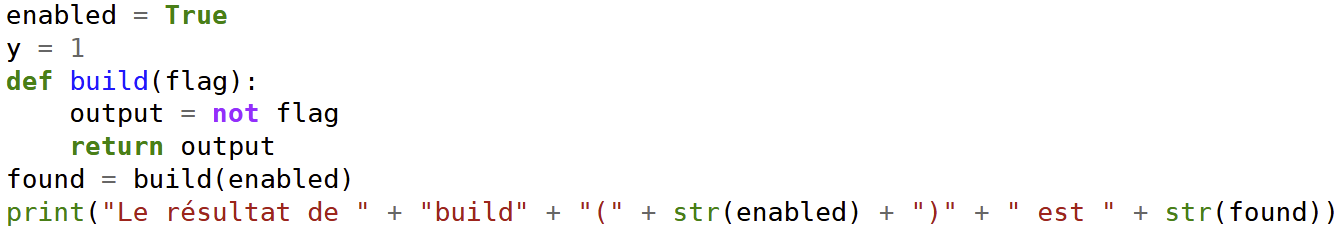 enabled = True
y = 1
def build(flag):
    output = not flag
    return output
found = build(enabled)
print("Le résultat de " + "build" + "(" + str(enabled) + ")" + " est " + str(found))